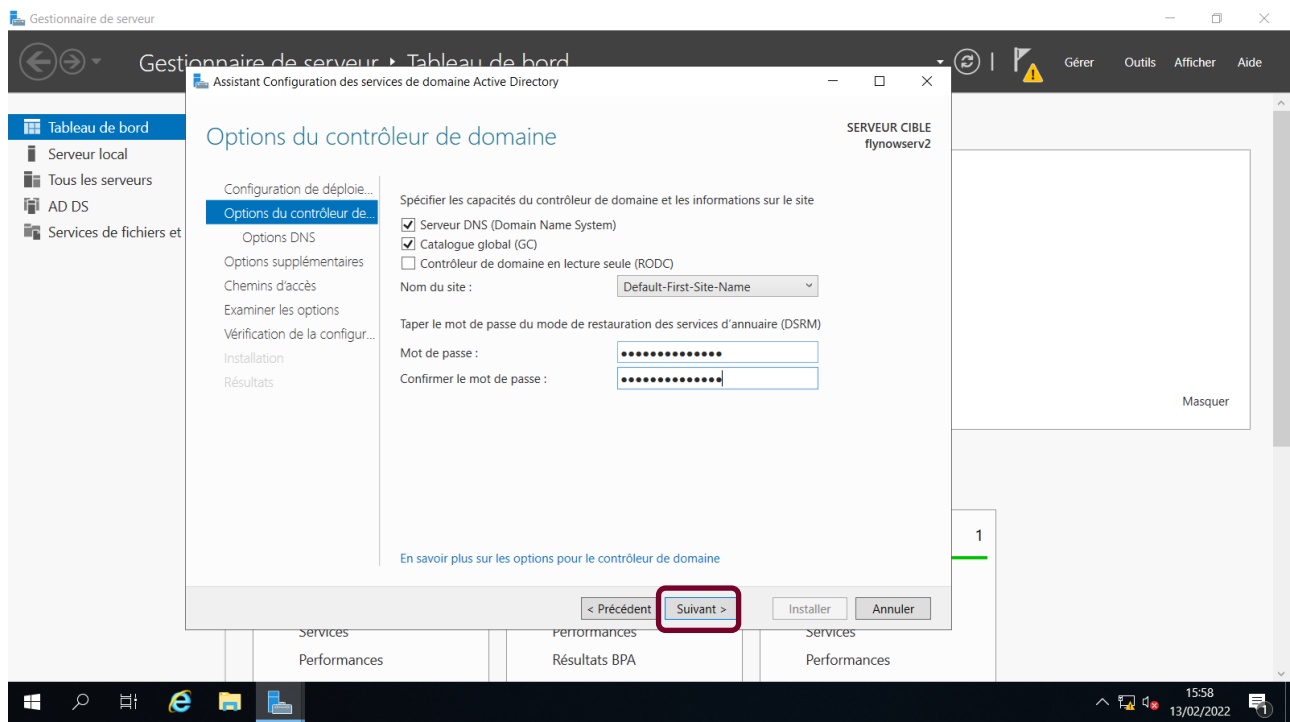 Gestionnaire de serveur
Gestionnaire de serveur • Tableau de bord
Gérer
Outils
Afficher
Aide
Tableau de bord
Serveur local
Tous les serveurs
AD DS
Services de fichiers et
Assistant Configuration des services de domaine Active Directory
Options du contrôleur de domaine
SERVEUR CIBLE
flynowserv2
Configuration de déploie...
Options du contrôleur de...
Options DNS
Options supplémentaires
Chemins d'accès
Examiner les options
Vérification de la configur...
Installation
Résultats
Spécifier les capacités du contrôleur de domaine et les informations sur le site
Serveur DNS (Domain Name System)
Catalogue global (GC)
Contrôleur de domaine en lecture seule (RODC)
Nom du site :
Default-First-Site-Name
Taper le mot de passe du mode de restauration des services d'annuaire (DSRM)
Mot de passe :
●●●●●●●●●●●●●●
Confirmer le mot de passe :
●●●●●●●●●●●●●●
En savoir plus sur les options pour le contrôleur de domaine
< Précédent
Suivant >
Installer
Annuler
Masquer
1
Services
Performances
Services
Performances
Résultats BPA
Performances
15:58
13/02/2022
1